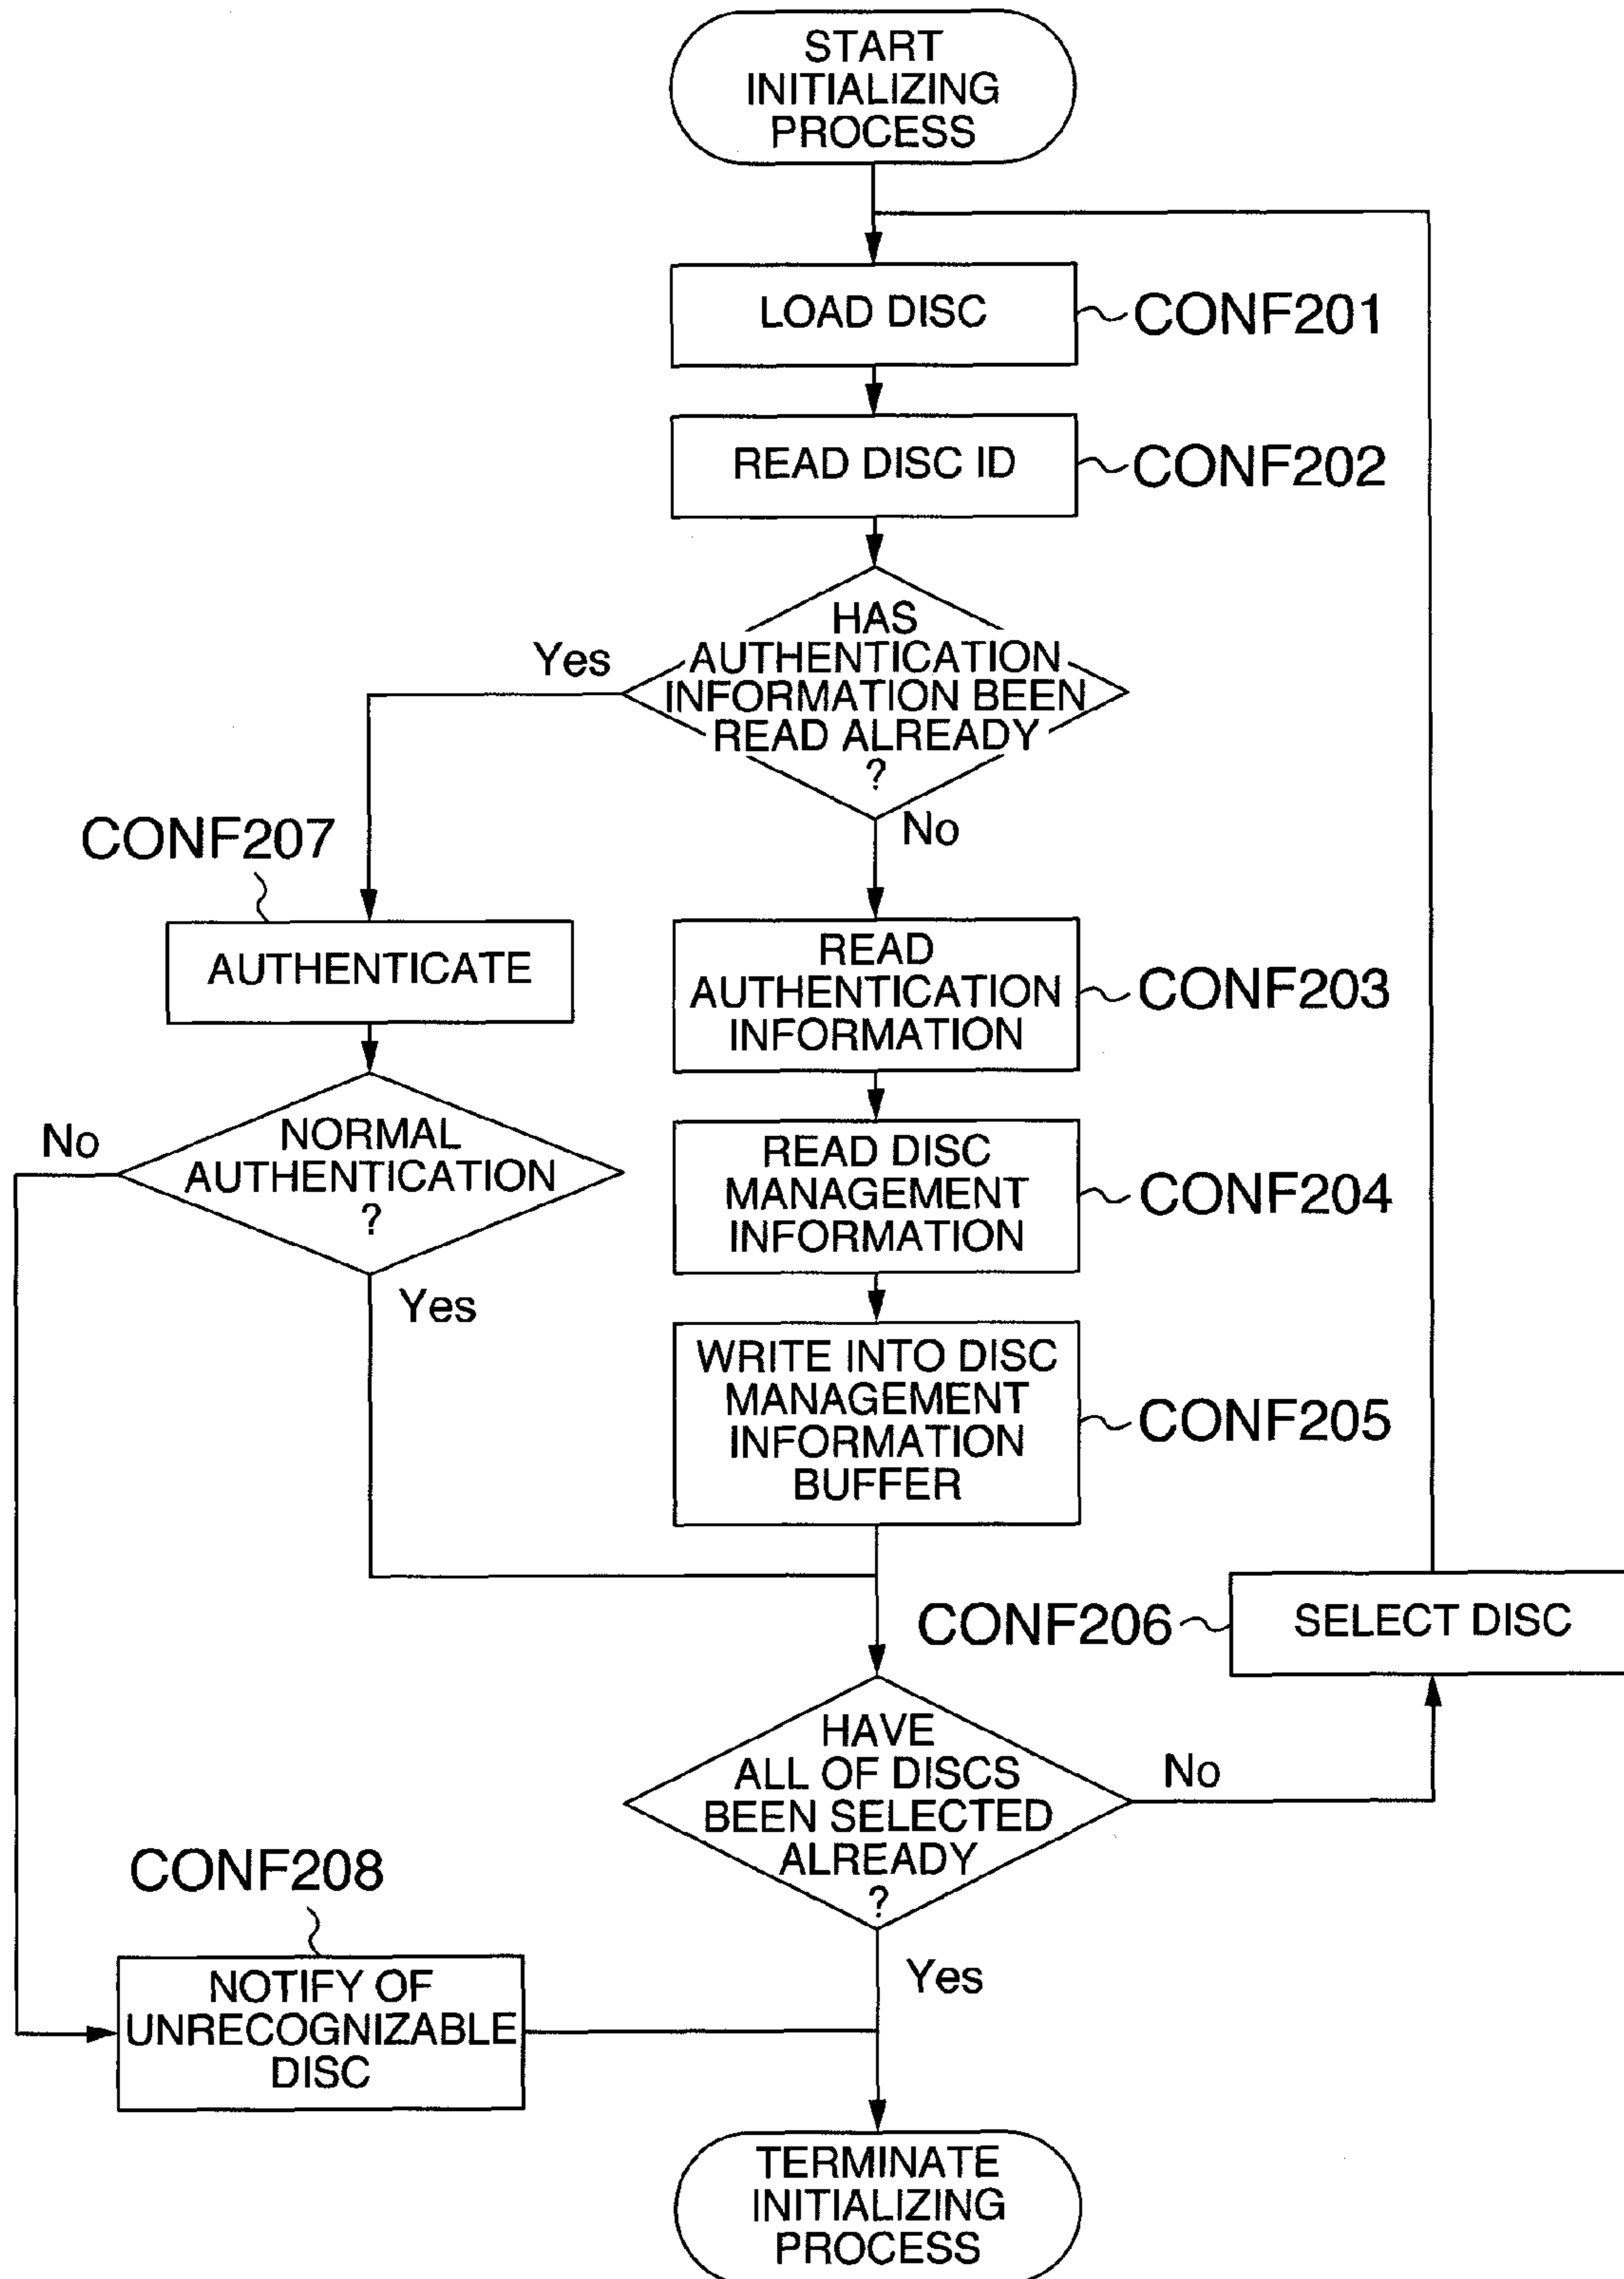 START
INITIALIZING
PROCESS
LOAD DISC
CONF201
READ DISC ID
CONF202
HAS
AUTHENTICATION
INFORMATION BEEN
READ ALREADY
?
Yes
No
CONF207
AUTHENTICATE
READ
AUTHENTICATION
INFORMATION
CONF203
NORMAL
AUTHENTICATION
?
No
Yes
READ DISC
MANAGEMENT
INFORMATION
CONF204
WRITE INTO DISC
MANAGEMENT
INFORMATION
BUFFER
CONF205
CONF206
SELECT DISC
HAVE
ALL OF DISCS
BEEN SELECTED
ALREADY
?
No
Yes
CONF208
NOTIFY OF
UNRECOGNIZABLE
DISC
TERMINATE
INITIALIZING
PROCESS